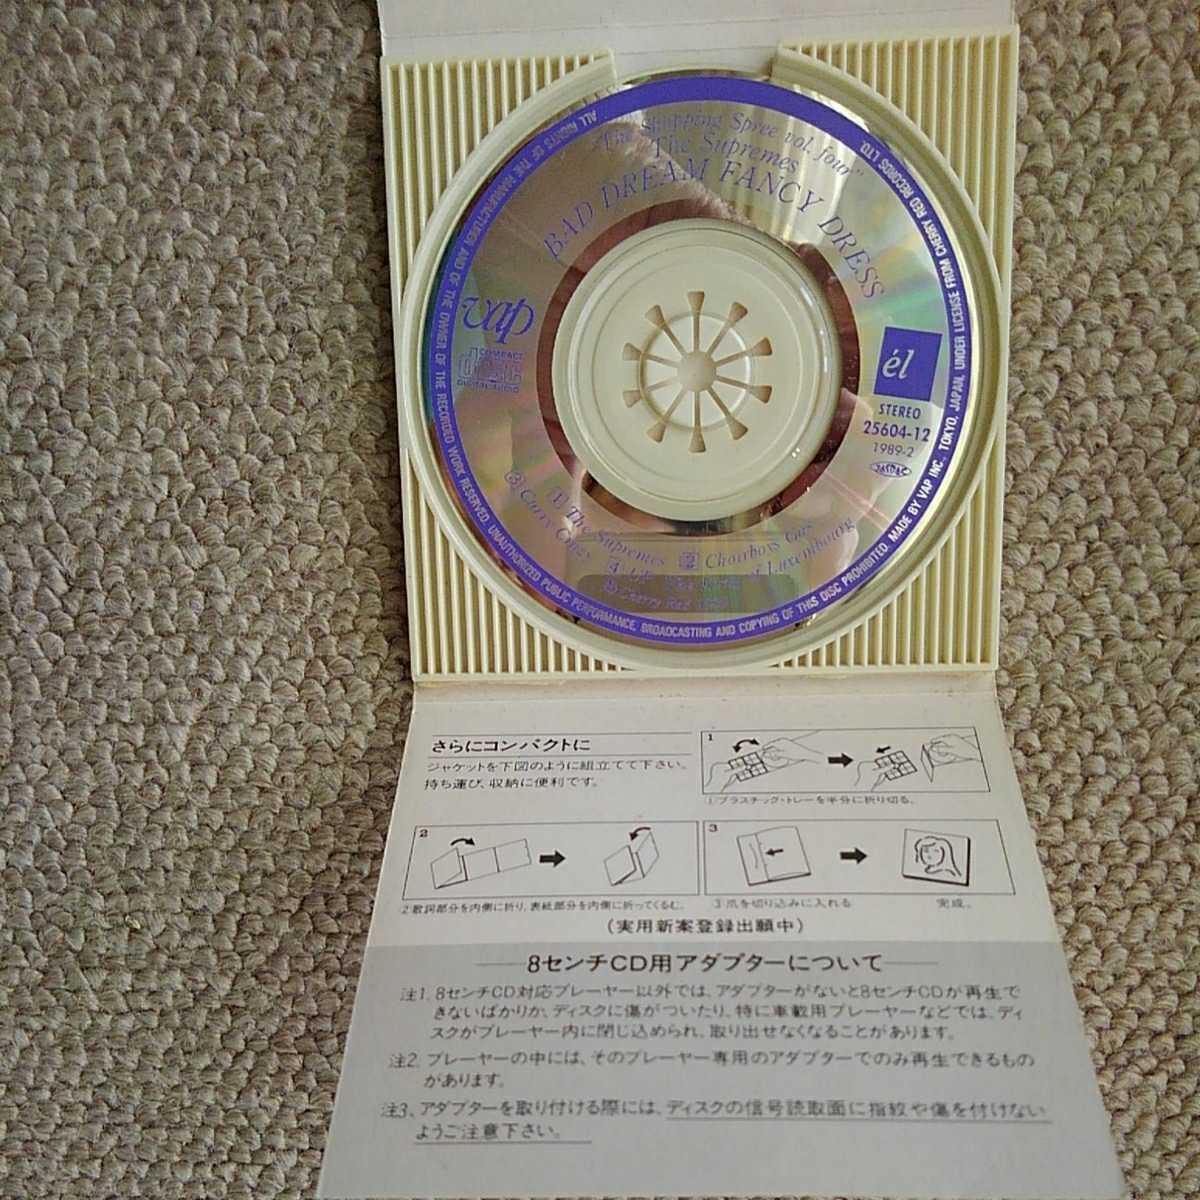 "The Shopping Spree vol. four"
The Supremes
BAD DREAM FANCY DRESS
vap
COMPACT
disc
DIGITAL AUDIO
él
STEREO
25604-12
1989-2
JASRAC
1 The Supremes 2 Choirboys Gas
3 Curry Crazy of Luxembourg
Cherry Red
ALL RIGHTS OF THE MANUFACTURER AND OF THE OWNER OF THE RECORDED WORK RESERVED. UNAUTHORIZED PUBLIC PERFORMANCE, BROADCASTING AND COPYING OF THIS DISC PROHIBITED. MADE BY VAP INC., TOKYO, JAPAN, UNDER LICENSE FROM CHERRY RED RECORDS LTD.
さらにコンパクトに
ジャケットを下図のように組立てて下さい。
持ち運び、収納に便利です。
1
1 プラスチック・トレーを半分に折り切る。
2
2 歌詞部分を内側に折り、表紙部分を内側に折ってくるむ。
3
3 爪を切り込みに入れる
完成。
(実用新案登録出願中)
8センチCD用アダプターについて
注1. 8センチCD対応プレーヤー以外では、アダプターがないと8センチCDが再生で
きないばかりか、ディスクに傷がついたり、特に車載用プレーヤーなどでは、ディ
スクがプレーヤー内に閉じ込められ、取り出せなくなることがあります。
注2. プレーヤーの中には、そのプレーヤー専用のアダプターでのみ再生できるもの
があります。
注3. アダプターを取り付ける際には、ディスクの信号読取面に指紋や傷を付けない
ようご注意下さい。